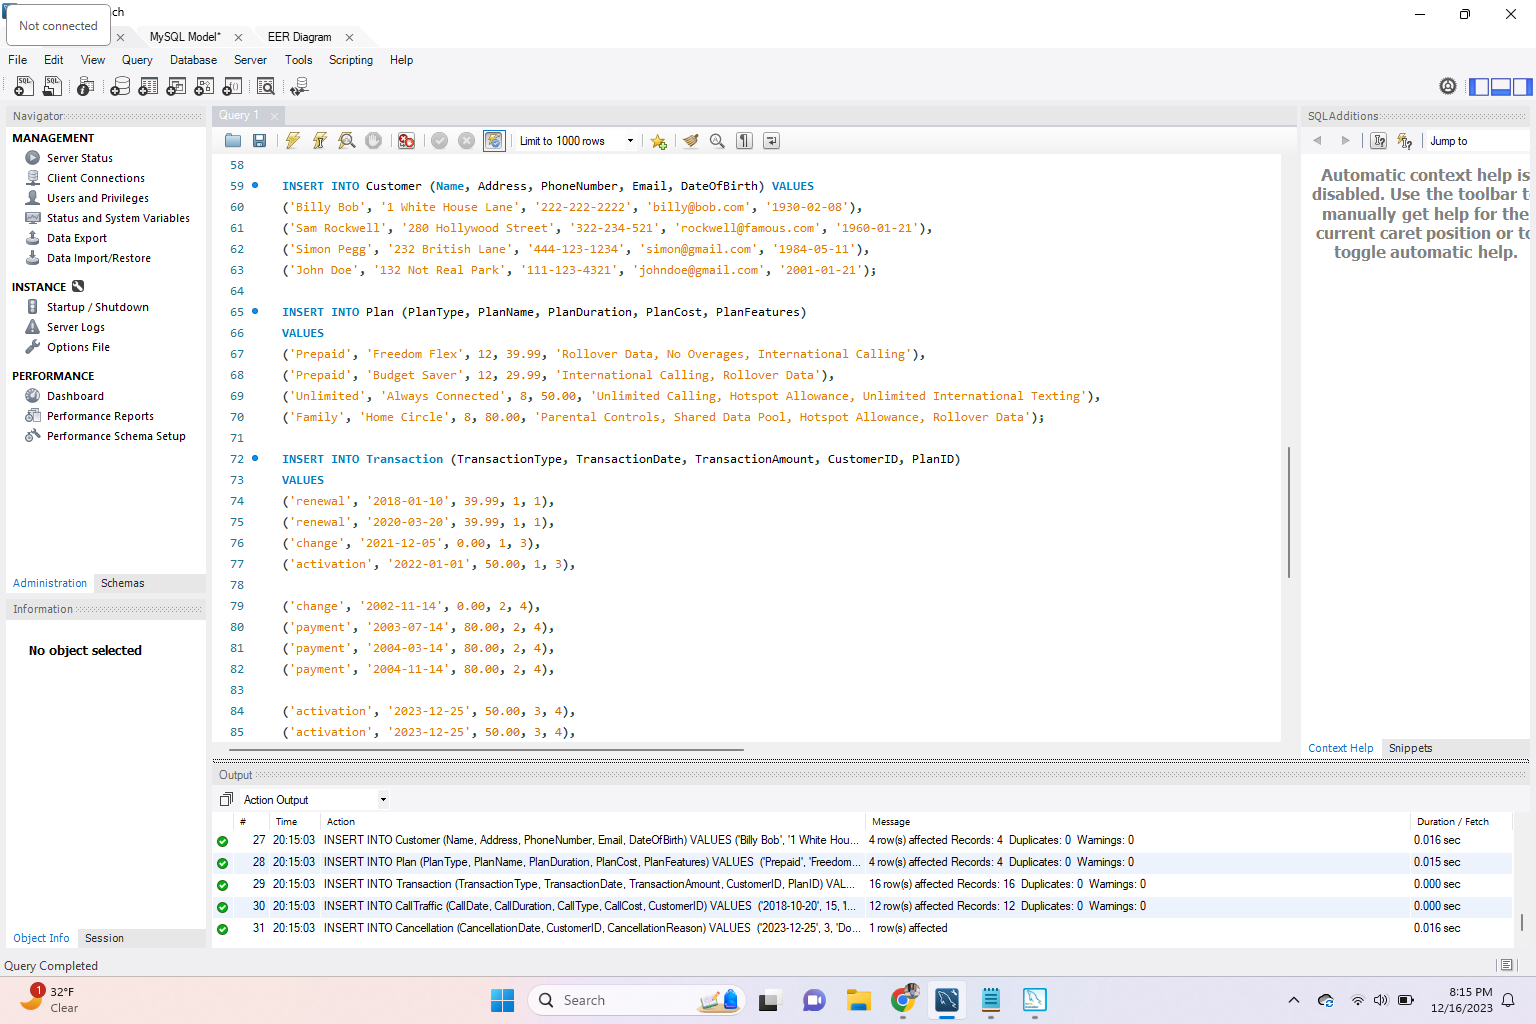 Not connected
ch
MySQL Model*
EER Diagram
File Edit View Query Database Server Tools Scripting Help
Navigator
MANAGEMENT
Server Status
Client Connections
Users and Privileges
Status and System Variables
Data Export
Data Import/Restore
INSTANCE
Startup / Shutdown
Server Logs
Options File
PERFORMANCE
Dashboard
Performance Reports
Performance Schema Setup
Administration Schemas
Information
No object selected
Object Info Session
Query 1
Limit to 1000 rows
58
59 INSERT INTO Customer (Name, Address, PhoneNumber, Email, DateOfBirth) VALUES
60 ('Billy Bob', '1 White House Lane', '222-222-2222', 'billy@bob.com', '1930-02-08'),
61 ('Sam Rockwell', '280 Hollywood Street', '322-234-521', 'rockwell@famous.com', '1960-01-21'),
62 ('Simon Pegg', '232 British Lane', '444-123-1234', 'simon@gmail.com', '1984-05-11'),
63 ('John Doe', '132 Not Real Park', '111-123-4321', 'johndoe@gmail.com', '2001-01-21');
64
65 INSERT INTO Plan (PlanType, PlanName, PlanDuration, PlanCost, PlanFeatures)
66 VALUES
67 ('Prepaid', 'Freedom Flex', 12, 39.99, 'Rollover Data, No Overages, International Calling'),
68 ('Prepaid', 'Budget Saver', 12, 29.99, 'International Calling, Rollover Data'),
69 ('Unlimited', 'Always Connected', 8, 50.00, 'Unlimited Calling, Hotspot Allowance, Unlimited International Texting'),
70 ('Family', 'Home Circle', 8, 80.00, 'Parental Controls, Shared Data Pool, Hotspot Allowance, Rollover Data');
71
72 INSERT INTO Transaction (TransactionType, TransactionDate, TransactionAmount, CustomerID, PlanID)
73 VALUES
74 ('renewal', '2018-01-10', 39.99, 1, 1),
75 ('renewal', '2020-03-20', 39.99, 1, 1),
76 ('change', '2021-12-05', 0.00, 1, 3),
77 ('activation', '2022-01-01', 50.00, 1, 3),
78
79 ('change', '2002-11-14', 0.00, 2, 4),
80 ('payment', '2003-07-14', 80.00, 2, 4),
81 ('payment', '2004-03-14', 80.00, 2, 4),
82 ('payment', '2004-11-14', 80.00, 2, 4),
83
84 ('activation', '2023-12-25', 50.00, 3, 4),
85 ('activation', '2023-12-25', 50.00, 3, 4),
SQLAdditions
Jump to
Automatic context help is
disabled. Use the toolbar t
manually get help for the
current caret position or to
toggle automatic help.
Context Help Snippets
Output
Action Output
# Time Action Message Duration / Fetch
27 20:15:03 INSERT INTO Customer (Name, Address, PhoneNumber, Email, DateOfBirth) VALUES ('Billy Bob', '1 White Hou... 4 row(s) affected Records: 4 Duplicates: 0 Warnings: 0 0.016 sec
28 20:15:03 INSERT INTO Plan (PlanType, PlanName, PlanDuration, PlanCost, PlanFeatures) VALUES ('Prepaid', 'Freedom... 4 row(s) affected Records: 4 Duplicates: 0 Warnings: 0 0.015 sec
29 20:15:03 INSERT INTO Transaction (TransactionType, TransactionDate, TransactionAmount, CustomerID, PlanID) VAL... 16 row(s) affected Records: 16 Duplicates: 0 Warnings: 0 0.000 sec
30 20:15:03 INSERT INTO CallTraffic (CallDate, CallDuration, CallType, CallCost, CustomerID) VALUES ('2018-10-20', 15, 1... 12 row(s) affected Records: 12 Duplicates: 0 Warnings: 0 0.000 sec
31 20:15:03 INSERT INTO Cancellation (CancellationDate, CustomerID, CancellationReason) VALUES ('2023-12-25', 3, 'Do... 1 row(s) affected 0.016 sec
Query Completed
1
32°F
Clear
Search
8:15 PM
12/16/2023